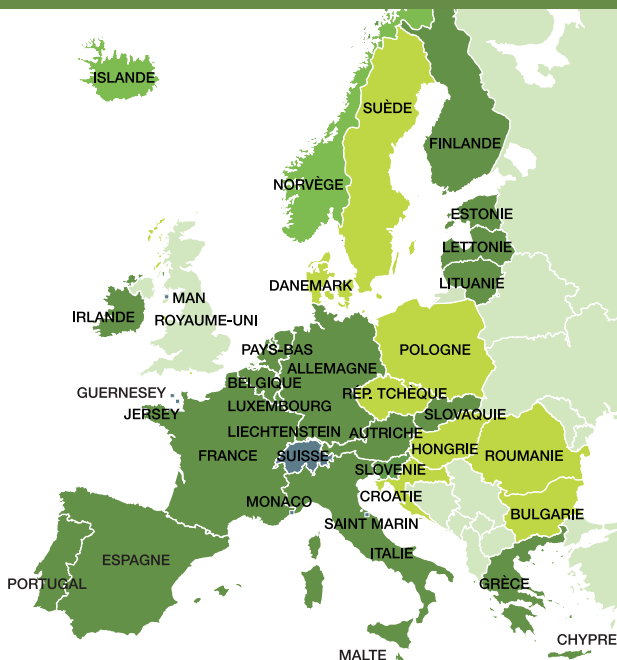 ISLANDE
SUÈDE
FINLANDE
NORVÈGE
ESTONIE
LETTONIE
LITUANIE
DANEMARK
MAN
IRLANDE
ROYAUME-UNI
PAYS-BAS
POLOGNE
ALLEMAGNE
BELGIQUE
RÉP. TCHÈQUE
GUERNESEY
JERSEY
LUXEMBOURG
SLOVAQUIE
LIECHTENSTEIN
AUTRICHE
FRANCE
SUISSE
HONGRIE
ROUMANIE
SLOVENIE
MONACO
CROATIE
BULGARIE
SAINT MARIN
ITALIE
ESPAGNE
PORTUGAL
GRÈCE
CHYPRE
MALTE